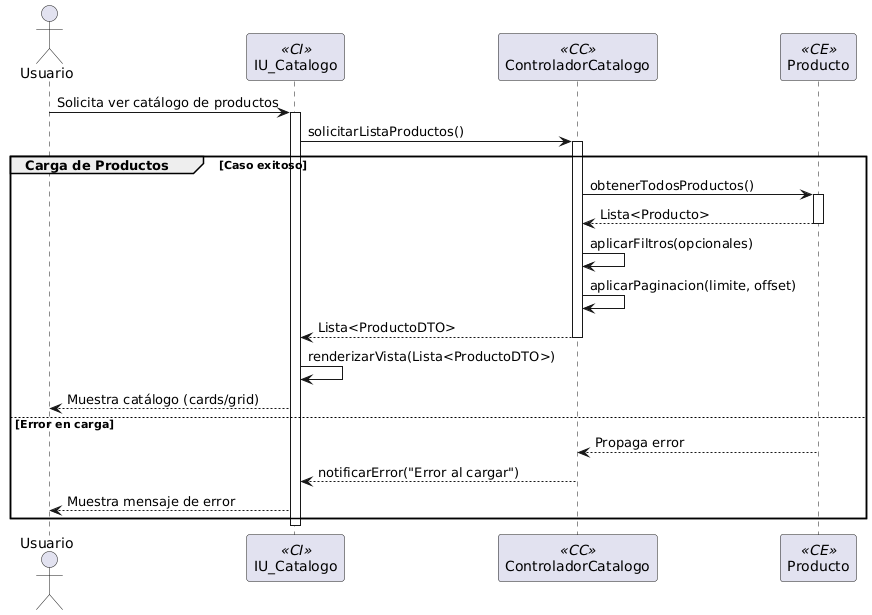 Usuario
«CI»
IU_Catalogo
«CC»
ControladorCatalogo
«CE»
Producto
Solicita ver catálogo de productos
solicitarListaProductos()
Carga de Productos
[Caso exitoso]
obtenerTodosProductos()
Lista<Producto>
aplicarFiltros(opcionales)
aplicarPaginacion(limite, offset)
Lista<ProductoDTO>
renderizarVista(Lista<ProductoDTO>)
Muestra catálogo (cards/grid)
[Error en carga]
Propaga error
notificarError("Error al cargar")
Muestra mensaje de error
Usuario
«CI»
IU_Catalogo
«CC»
ControladorCatalogo
«CE»
Producto